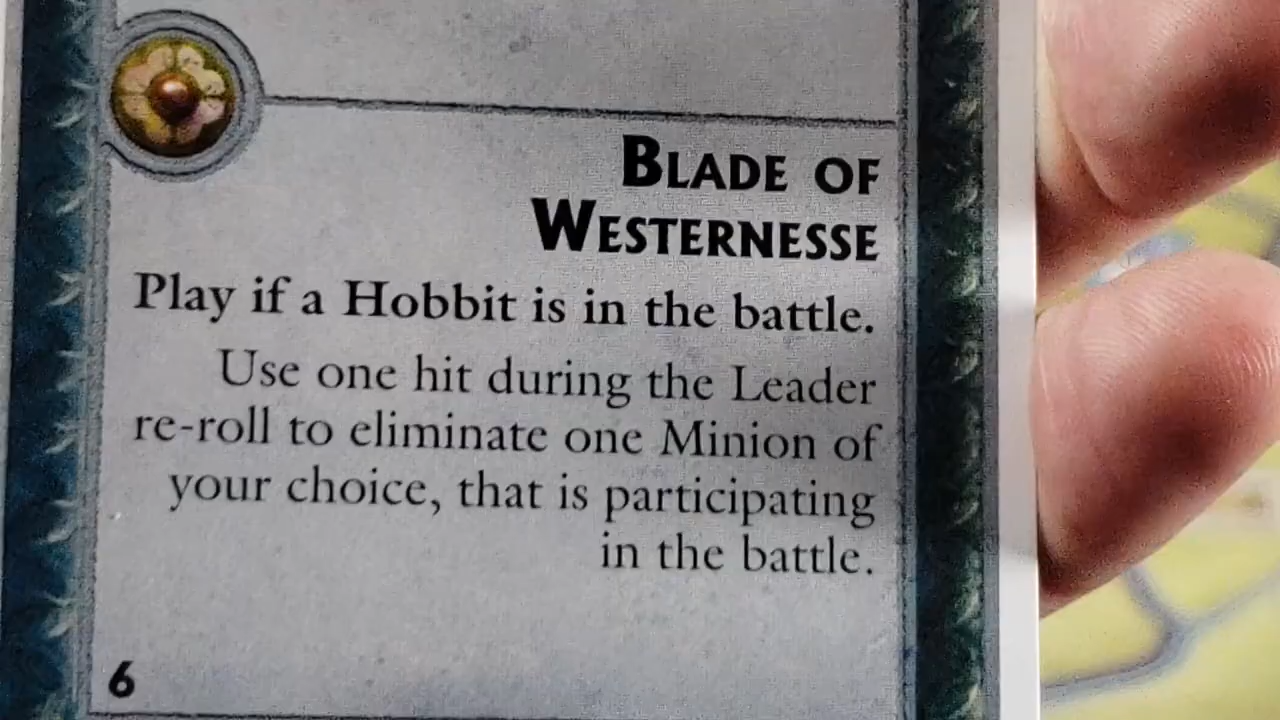 BLADE OF
WESTERNESSE
Play if a Hobbit is in the battle.
Use one hit during the Leader
re-roll to eliminate one Minion of
your choice, that is participating
in the battle.
6